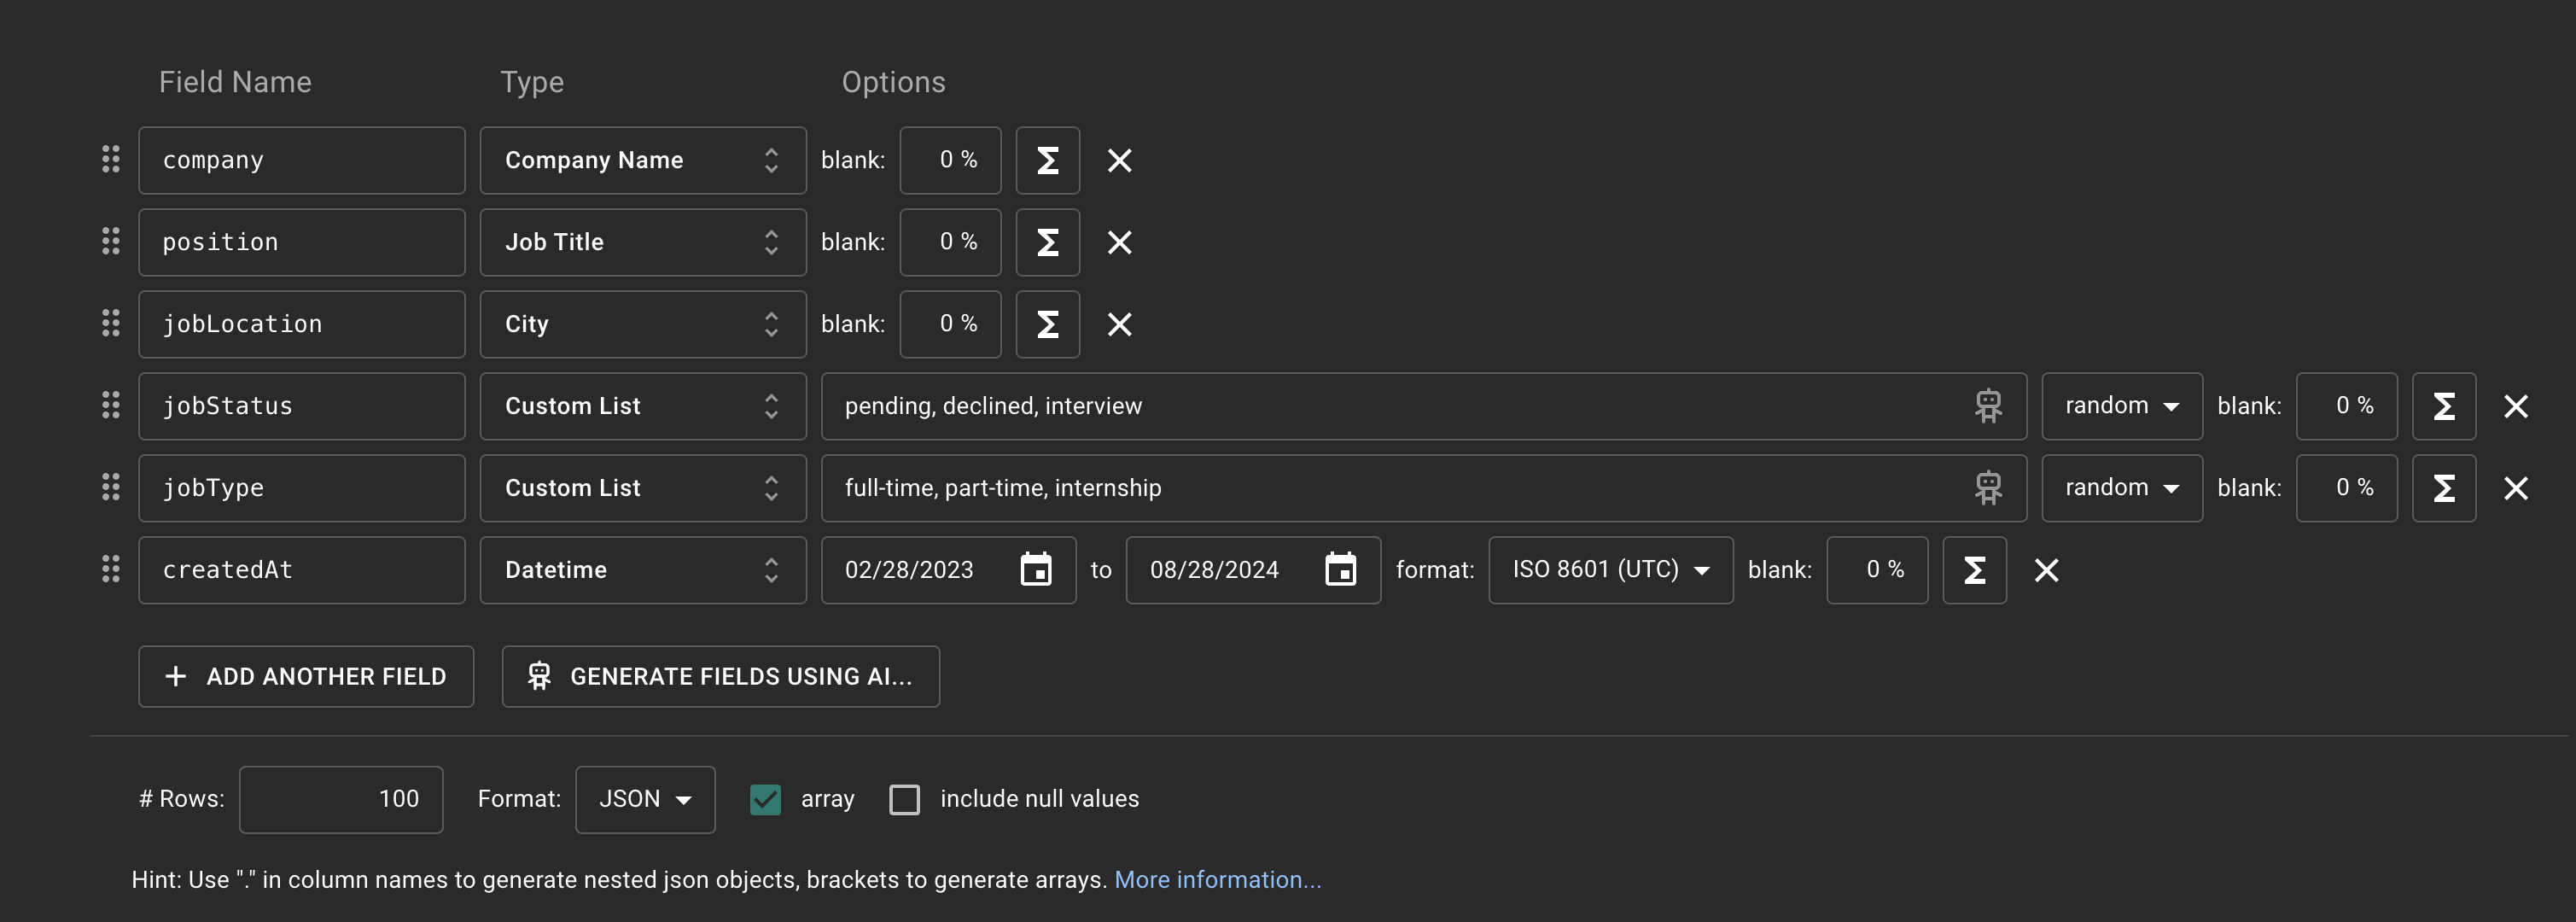 Field Name Type Options
company Company Name blank: 0 % Σ
position Job Title blank: 0 % Σ
jobLocation City blank: 0 % Σ
jobStatus Custom List pending, declined, interview random blank: 0 % Σ
jobType Custom List full-time, part-time, internship random blank: 0 % Σ
createdAt Datetime 02/28/2023 to 08/28/2024 format: ISO 8601 (UTC) blank: 0 % Σ
+ ADD ANOTHER FIELD GENERATE FIELDS USING AI...
# Rows: 100 Format: JSON array include null values
Hint: Use "." in column names to generate nested json objects, brackets to generate arrays. More information...